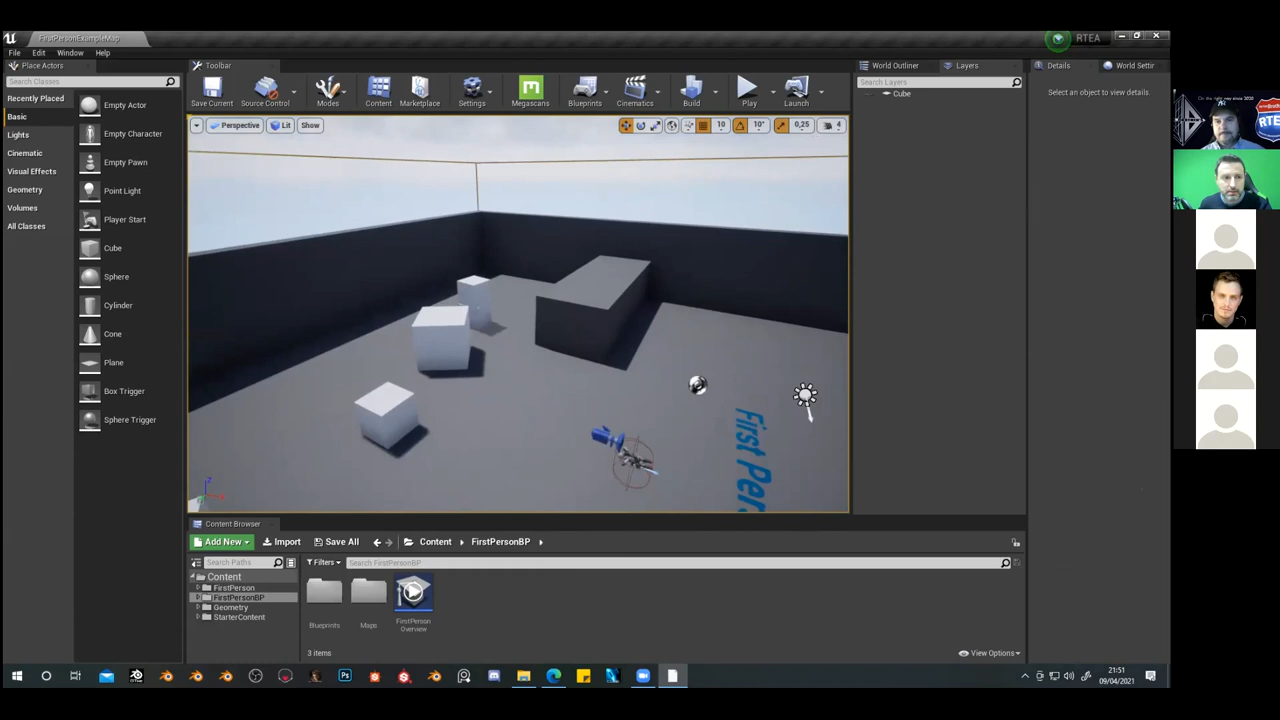 FirstPersonExampleMap
RTEA
File Edit Window Help
Place Actors
Toolbar
World Outliner
Layers
Details
World Settir
Search Classes
Search Layers
Cube
Select an object to view details.
Recently Placed
Basic
Lights
Cinematic
Visual Effects
Geometry
Volumes
All Classes
Empty Actor
Empty Character
Empty Pawn
Point Light
Player Start
Cube
Sphere
Cylinder
Cone
Plane
Box Trigger
Sphere Trigger
Save Current
Source Control
Modes
Content
Marketplace
Settings
Megascans
Blueprints
Cinematics
Build
Play
Launch
Perspective
Lit
Show
10
10°
0,25
4
First Per
RTE
Content Browser
Add New
Import
Save All
Content
FirstPersonBP
Search Paths
Filters
Search FirstPersonBP
Content
FirstPerson
FirstPersonBP
Geometry
StarterContent
Blueprints
Maps
FirstPerson
Overview
3 items
View Options
21:51
09/04/2021